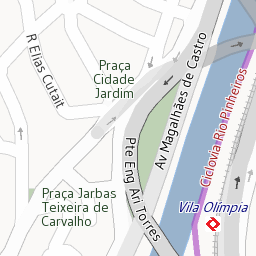 R Elias Cutait
Praça
Cidade
Jardim
Av Magalhães de Castro
Ciclovia Rio Pinheiros
Pte Eng Ari Torres
Praça Jarbas
Teixeira de
Carvalho
Vila Olímpia